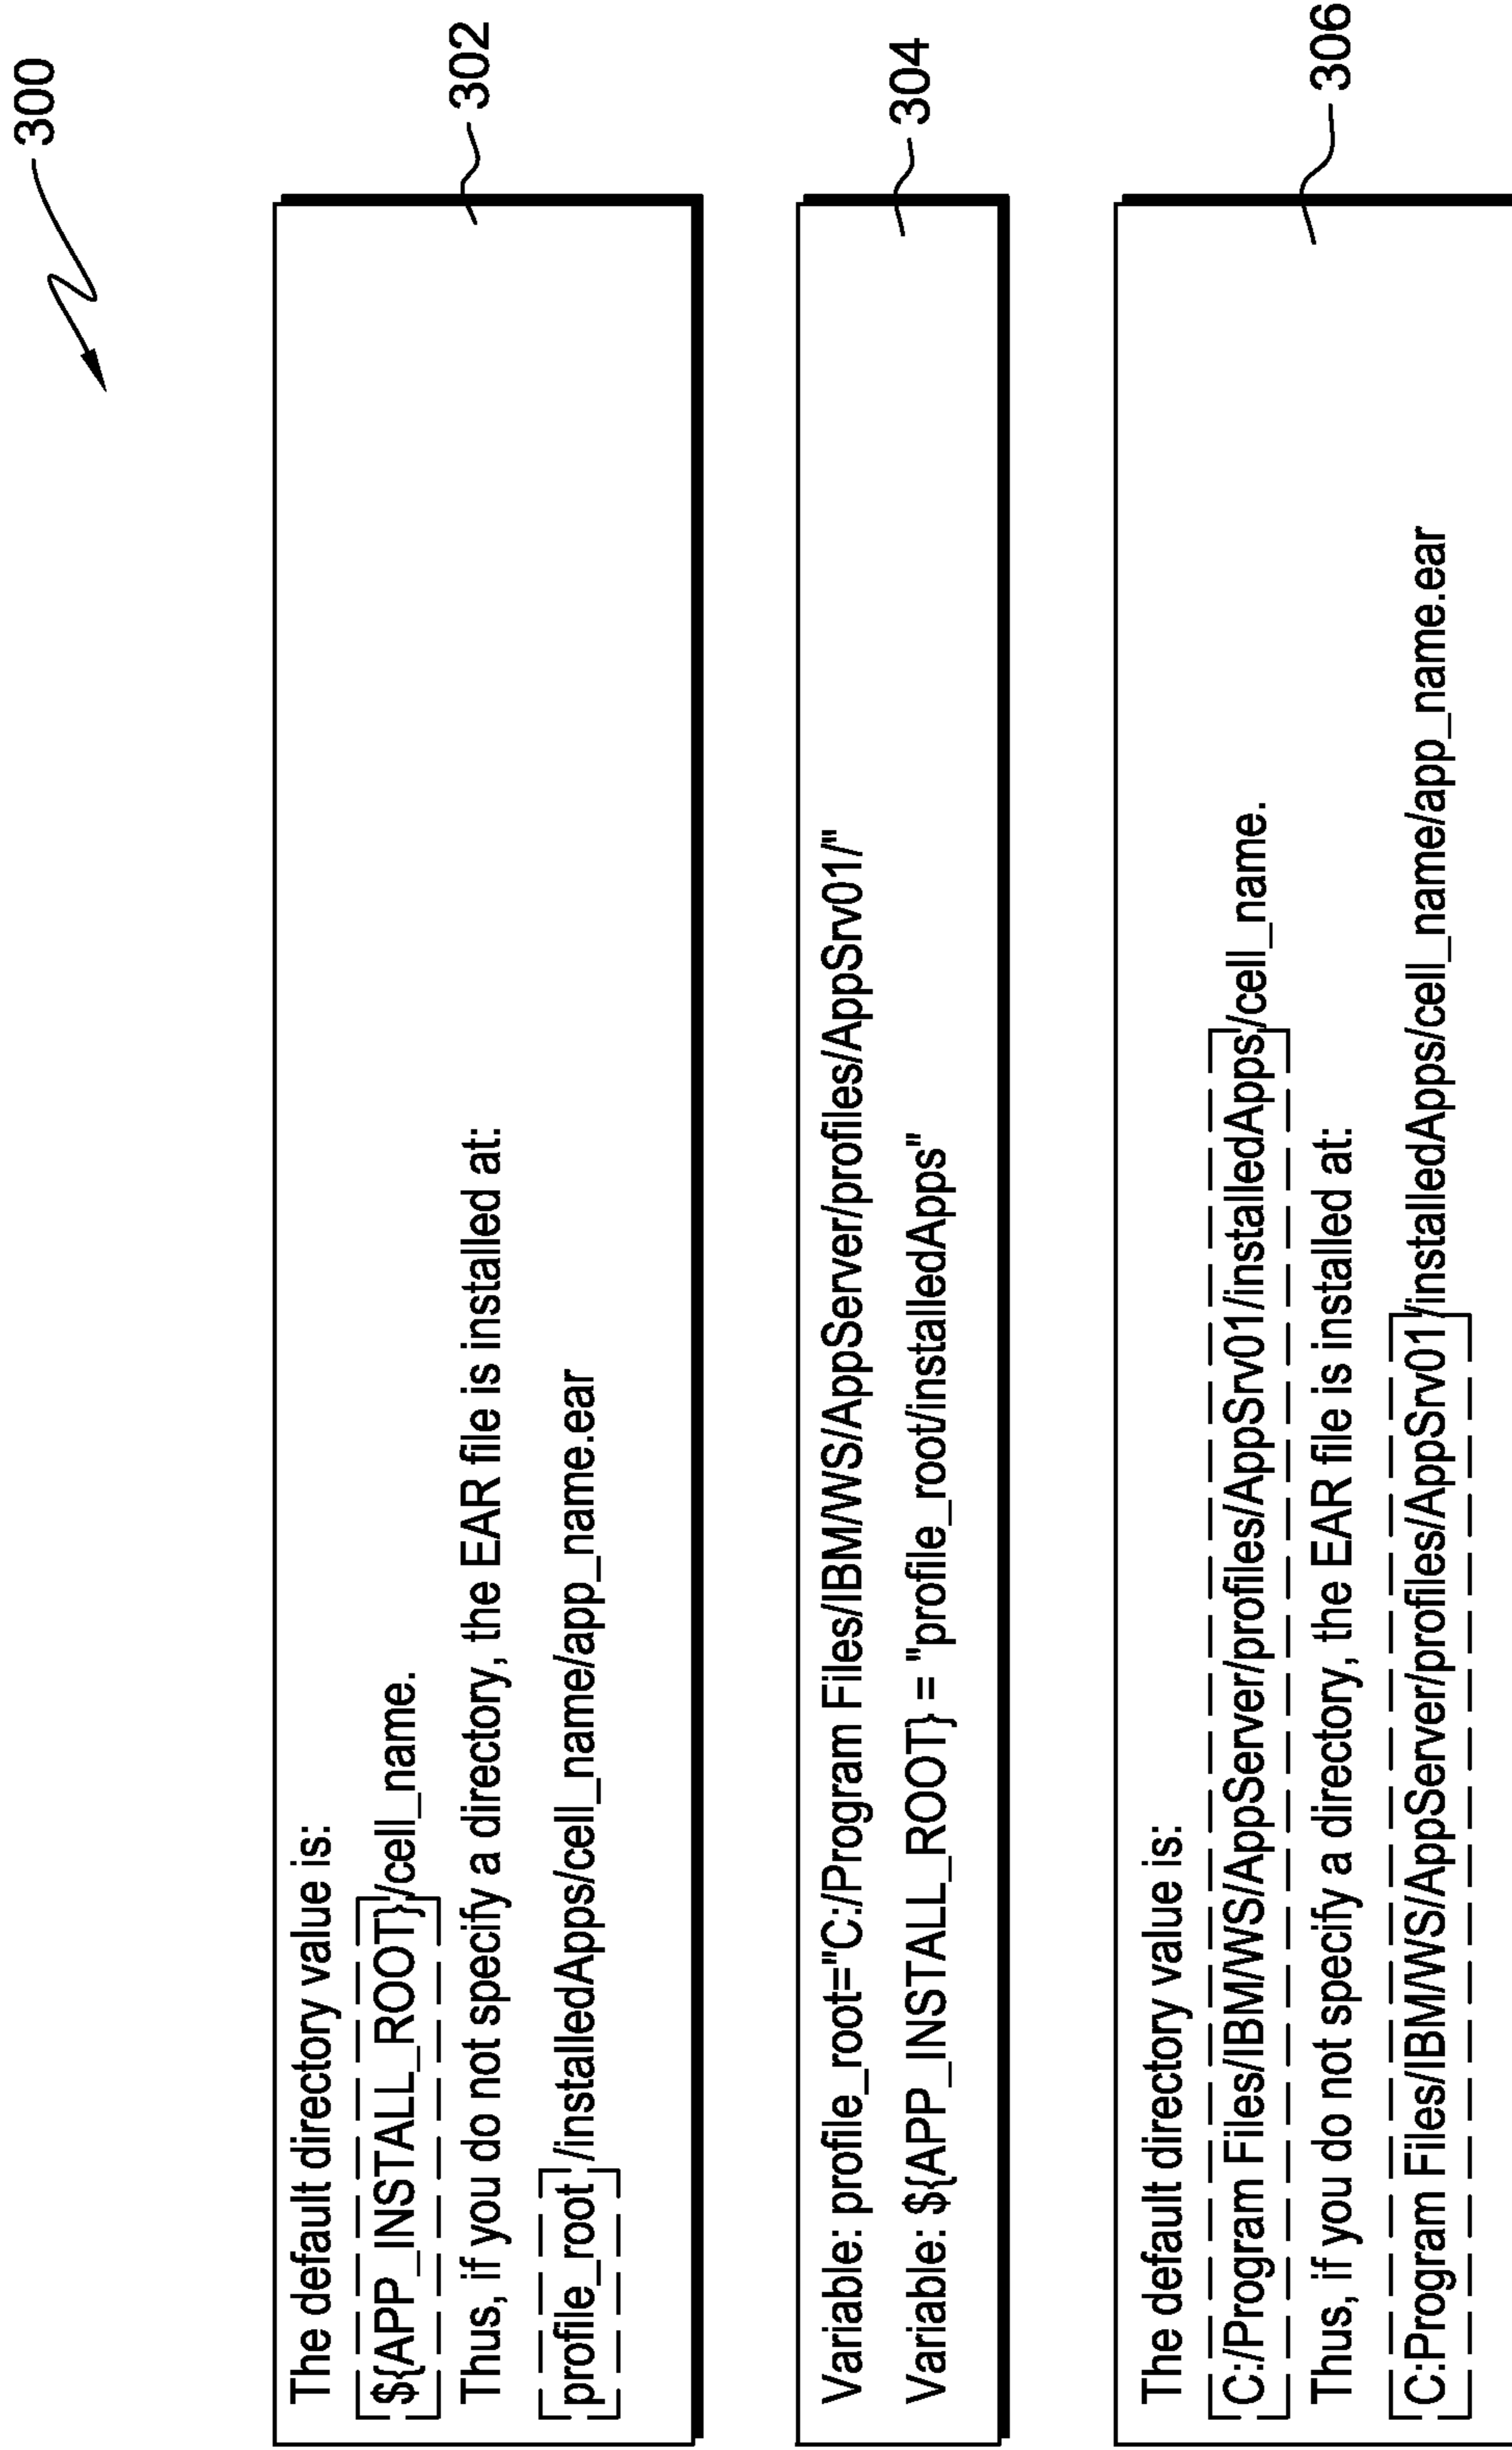 300
302
The default directory value is:
${APP_INSTALL_ROOT}/cell_name.
Thus, if you do not specify a directory, the EAR file is installed at:
profile_root/installedApps/cell_name/app_name.ear
304
Variable: profile_root="C:/Program Files/IBM/WS/AppServer/profiles/AppSrv01/"
Variable: ${APP_INSTALL_ROOT} = "profile_root/installedApps"
306
The default directory value is:
C:/Program Files/IBM/WS/AppServer/profiles/AppSrv01/installedApps/cell_name.
Thus, if you do not specify a directory, the EAR file is installed at:
C:Program Files/IBM/WS/AppServer/profiles/AppSrv01/installedApps/cell_name/app_name.ear